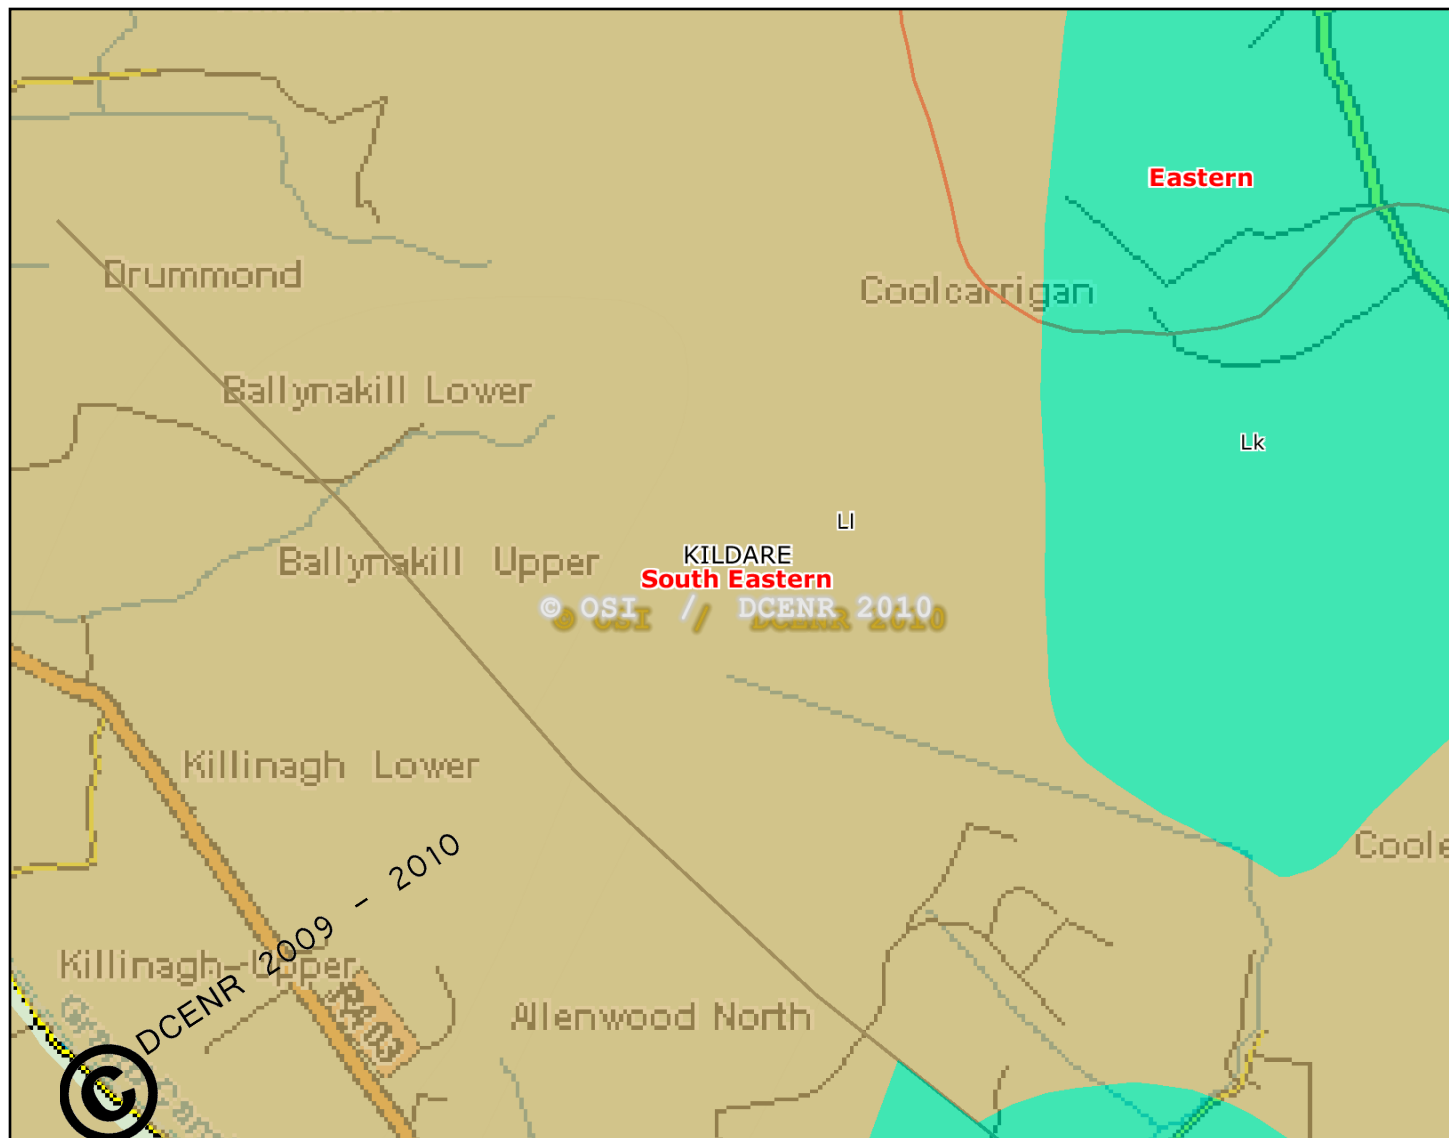 Eastern
Drummond
Coolcarrigan
Ballynakill Lower
Lk
Ll
KILDARE
Ballynakill Upper
South Eastern
© OSI // DCENR 2010
Killinagh Lower
Coole
© DCENR 2009 - 2010
Killinagh Upper
R403
Allenwood North